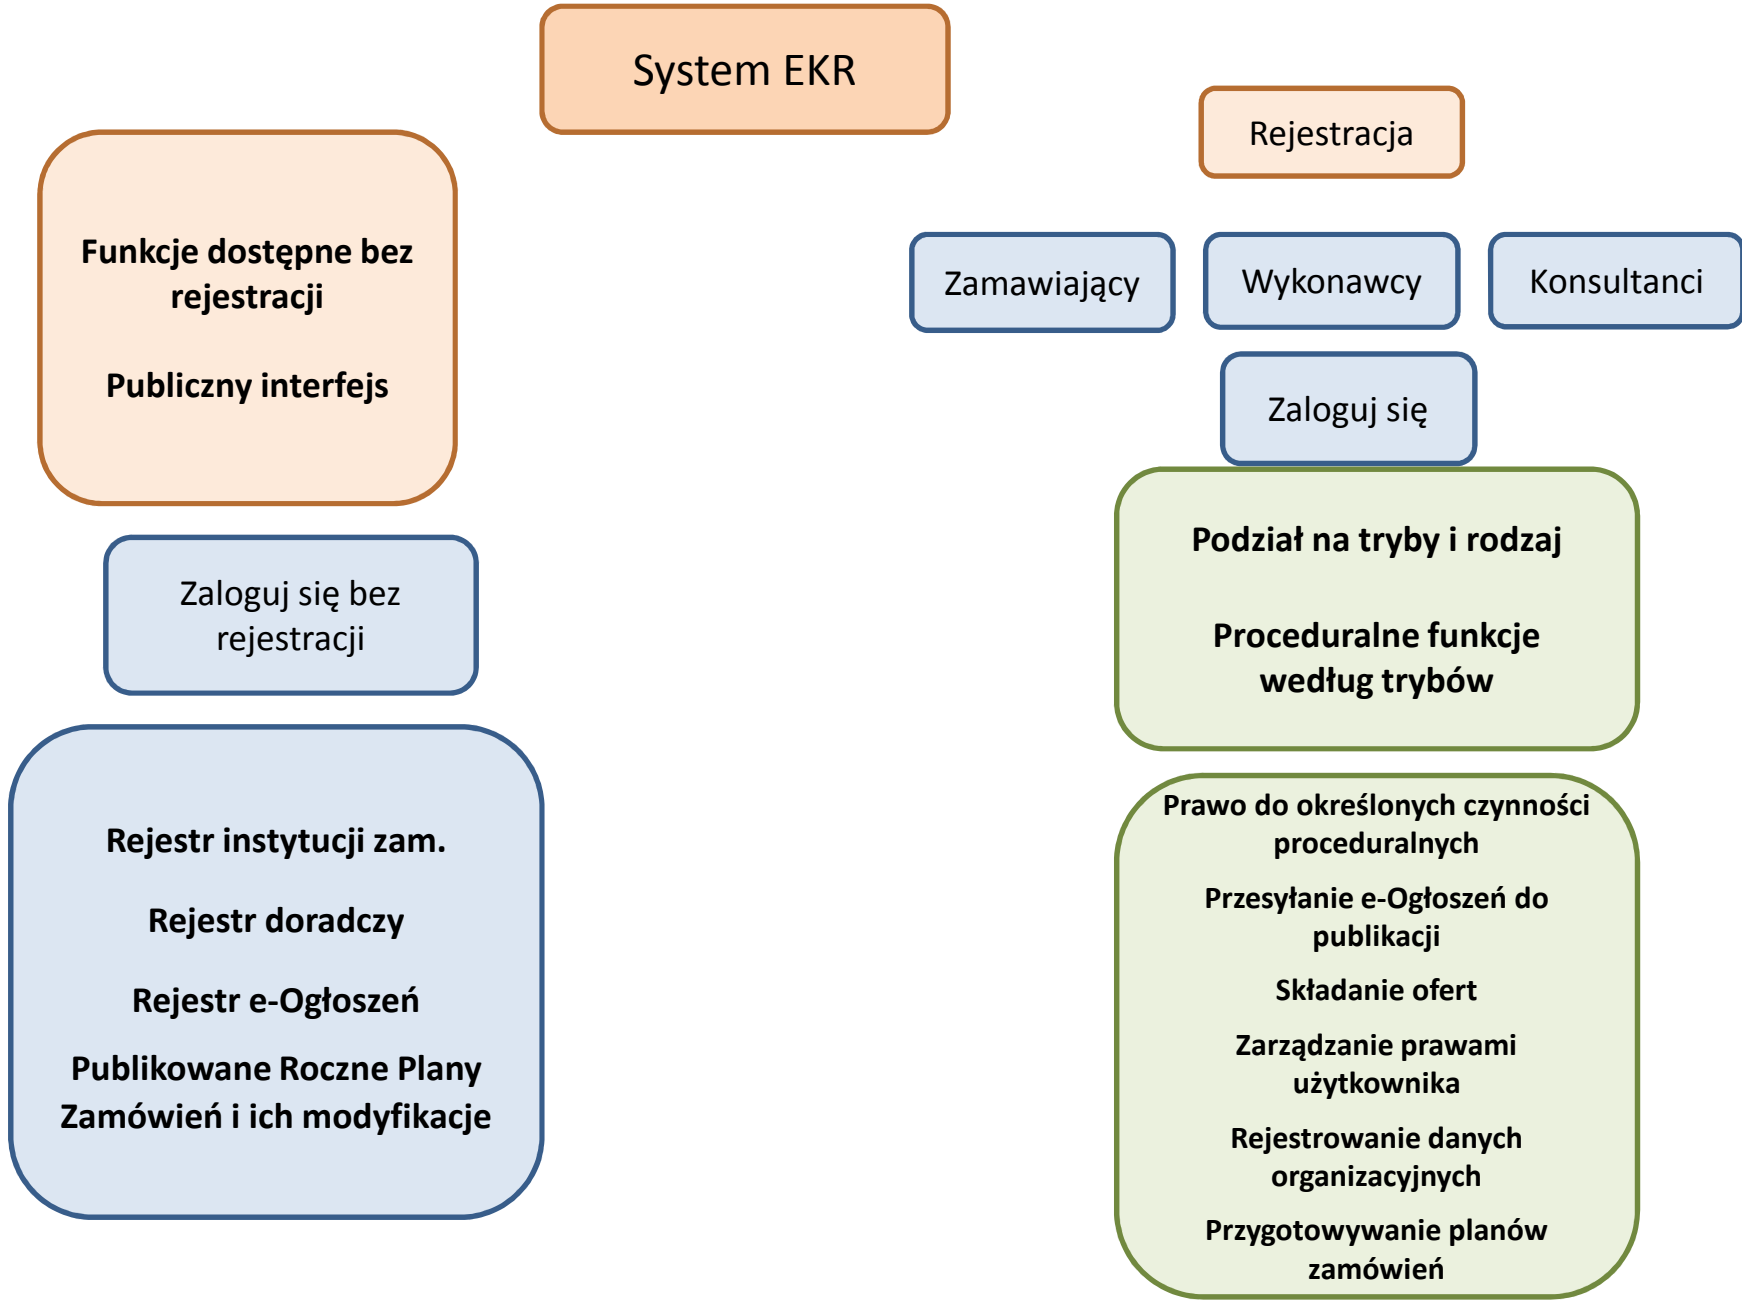 System EKR
Funkcje dostępne bez
rejestracji
Publiczny interfejs
Zaloguj się bez
rejestracji
Rejestr instytucji zam.
Rejestr doradczy
Rejestr e-Ogłoszeń
Publikowane Roczne Plany
Zamówień i ich modyfikacje
Rejestracja
Zamawiający
Wykonawcy
Konsultanci
Zaloguj się
Podział na tryby i rodzaj
Proceduralne funkcje
według trybów
Prawo do określonych czynności
proceduralnych
Przesyłanie e-Ogłoszeń do
publikacji
Składanie ofert
Zarządzanie prawami
użytkownika
Rejestrowanie danych
organizacyjnych
Przygotowywanie planów
zamówień